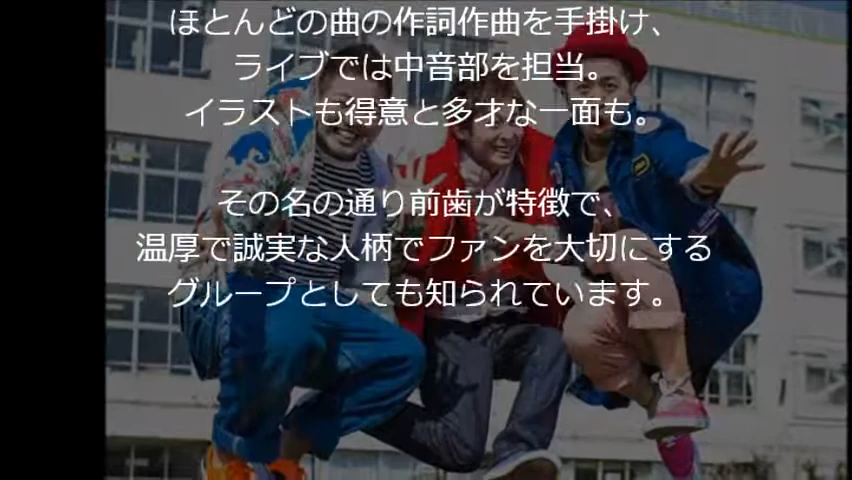 ほとんどの曲の作詞作曲を手掛け、
ライブでは中音部を担当。
イラストも得意と多才な一面も。
その名の通り前歯が特徴で、
温厚で誠実な人柄でファンを大切にする
グループとしても知られています。